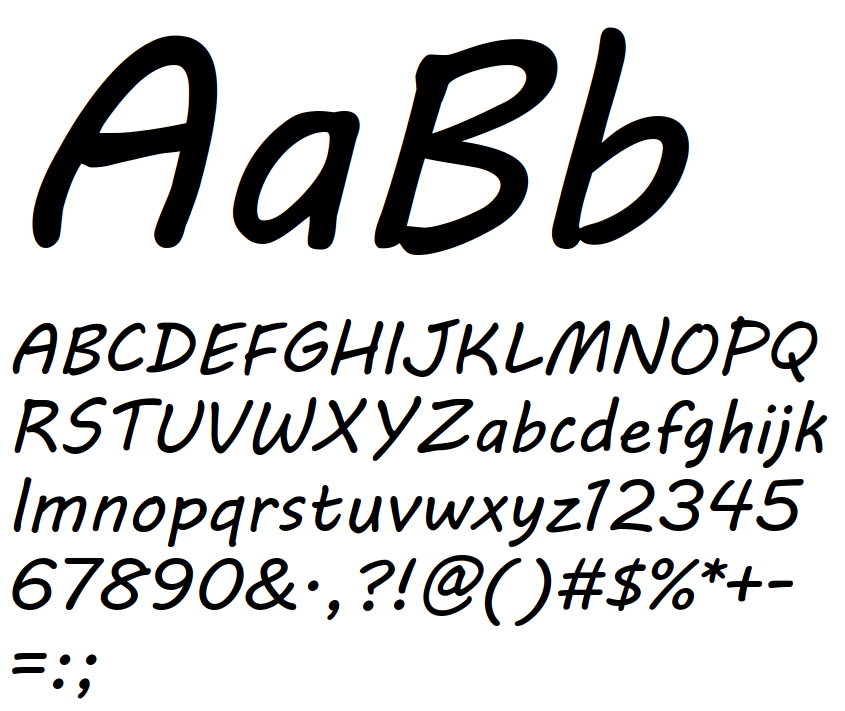 AaBb
ABCDEFGHIJKLMNOPQ
RSTUVWXYZabcdefghijk
lmnopqrstuvwxyz12345
67890&·,?!@()#$%*+-
=:;